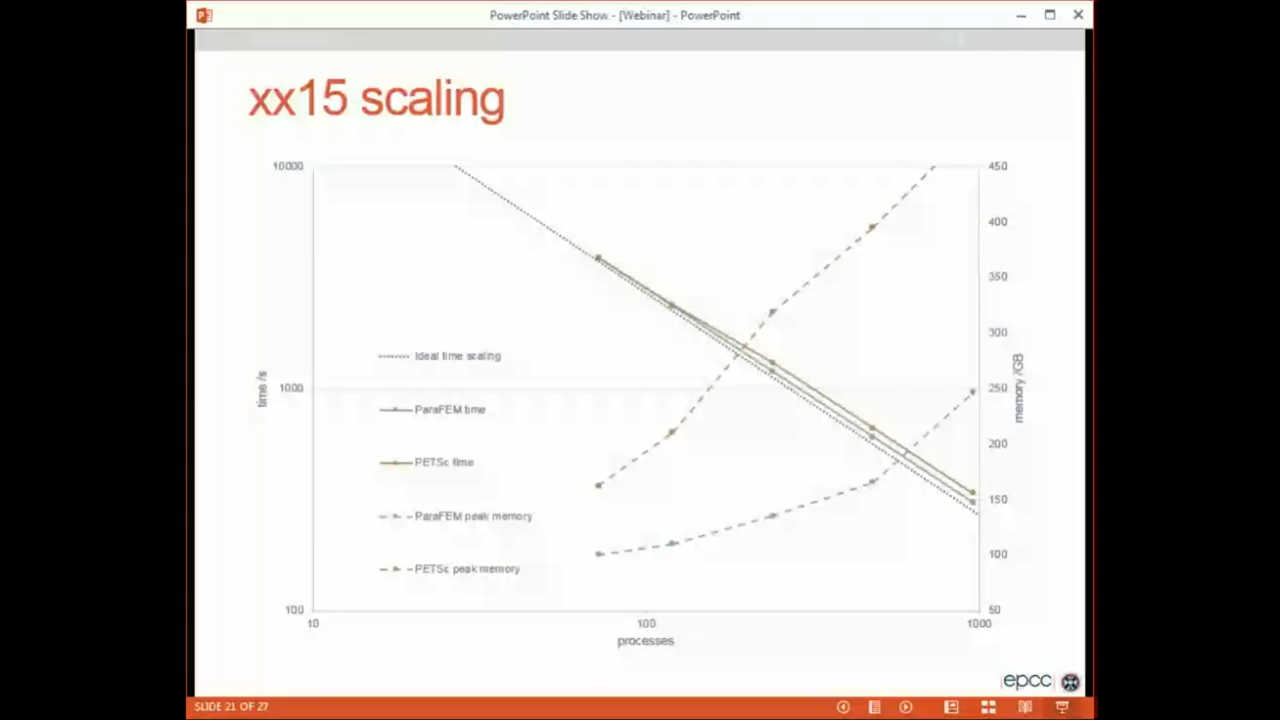 PowerPoint Slide Show - [Webinar] - PowerPoint
xx15 scaling
10000
1000
100
time /s
450
400
350
300
250
200
150
100
50
memory /GB
Ideal time scaling
ParaFEM time
PETSc time
ParaFEM peak memory
PETSc peak memory
10
100
1000
processes
epcc
SLIDE 21 OF 27